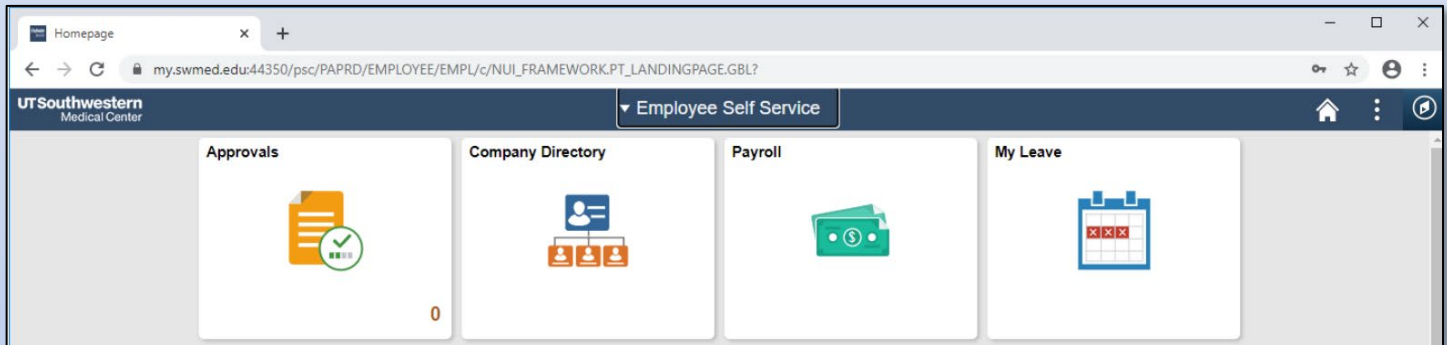 Homepage
my.swmed.edu:44350/psc/PAPRD/EMPLOYEE/EMPL/c/NUI_FRAMEWORK.PT_LANDINGPAGE.GBL?
UTSouthwestern
Medical Center
Employee Self Service
Approvals
Company Directory
Payroll
My Leave
0